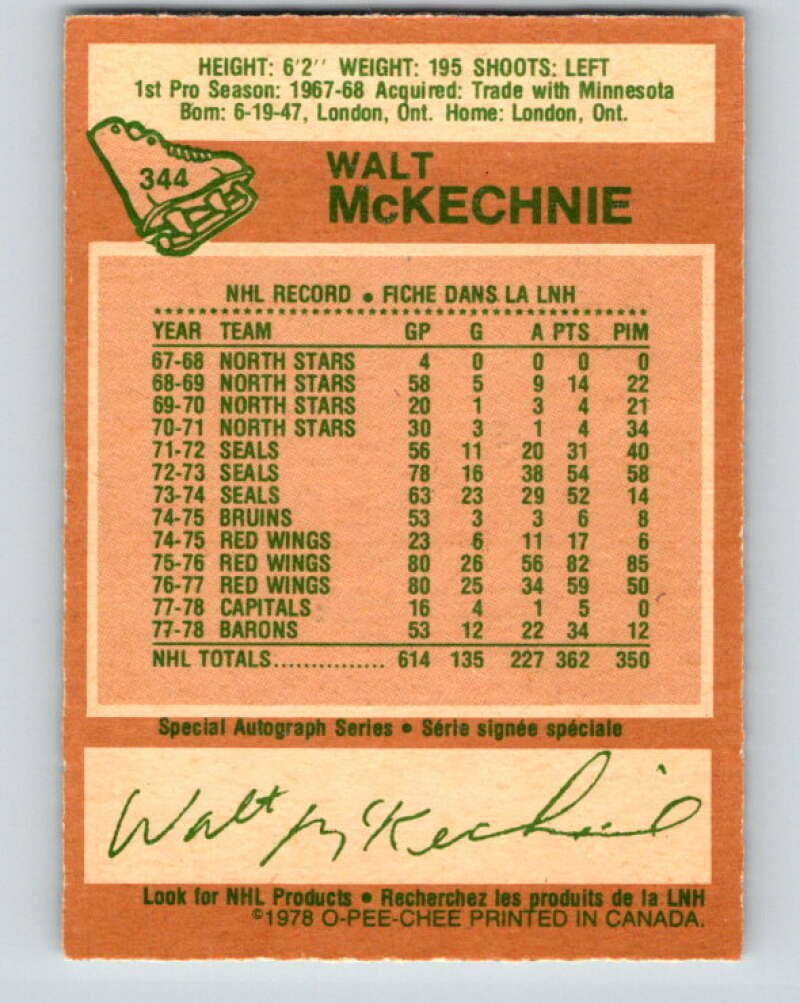 HEIGHT: 6'2'' WEIGHT: 195 SHOOTS: LEFT
1st Pro Season: 1967-68 Acquired: Trade with Minnesota
Born: 6-19-47, London, Ont. Home: London, Ont.
344
WALT
McKECHNIE
NHL RECORD • FICHE DANS LA LNH
YEAR TEAM GP G A PTS PIM
67-68 NORTH STARS 4 0 0 0 0
68-69 NORTH STARS 58 5 9 14 22
69-70 NORTH STARS 20 1 3 4 21
70-71 NORTH STARS 30 3 1 4 34
71-72 SEALS 56 11 20 31 40
72-73 SEALS 78 16 38 54 58
73-74 SEALS 63 23 29 52 14
74-75 BRUINS 53 3 3 6 8
74-75 RED WINGS 23 6 11 17 6
75-76 RED WINGS 80 26 56 82 85
76-77 RED WINGS 80 25 34 59 50
77-78 CAPITALS 16 4 1 5 0
77-78 BARONS 53 12 22 34 12
NHL TOTALS............... 614 135 227 362 350
Special Autograph Series • Série signée spéciale
Walt McKechnie
Look for NHL Products • Recherchez les produits de la LNH
©1978 O-PEE-CHEE PRINTED IN CANADA.